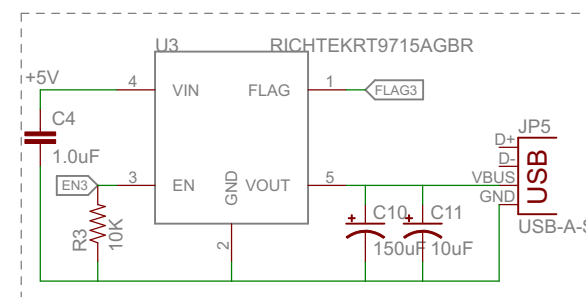 U3
RICHTEKRT9715AGBR
+5V
4
VIN
FLAG
1
FLAG3
C4
1.0uF
EN3
3
EN
GND
VOUT
5
2
R3
10K
C10
150uF
C11
10uF
JP5
D+
D-
VBUS
GND
USB
USB-A-S